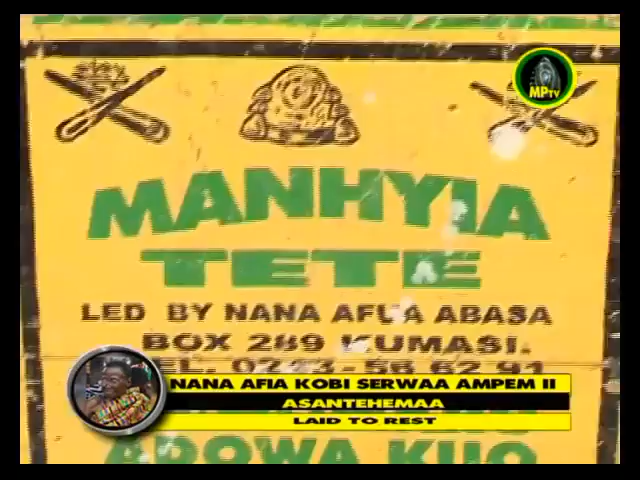 MPTV
MANHYIA
TETE
LED BY NANA AFUA ABASA
BOX 289 KUMASI.
NANA AFIA KOBI SERWAA AMPEM II
ASANTEHEMAA
LAID TO REST
ADOWA KUO